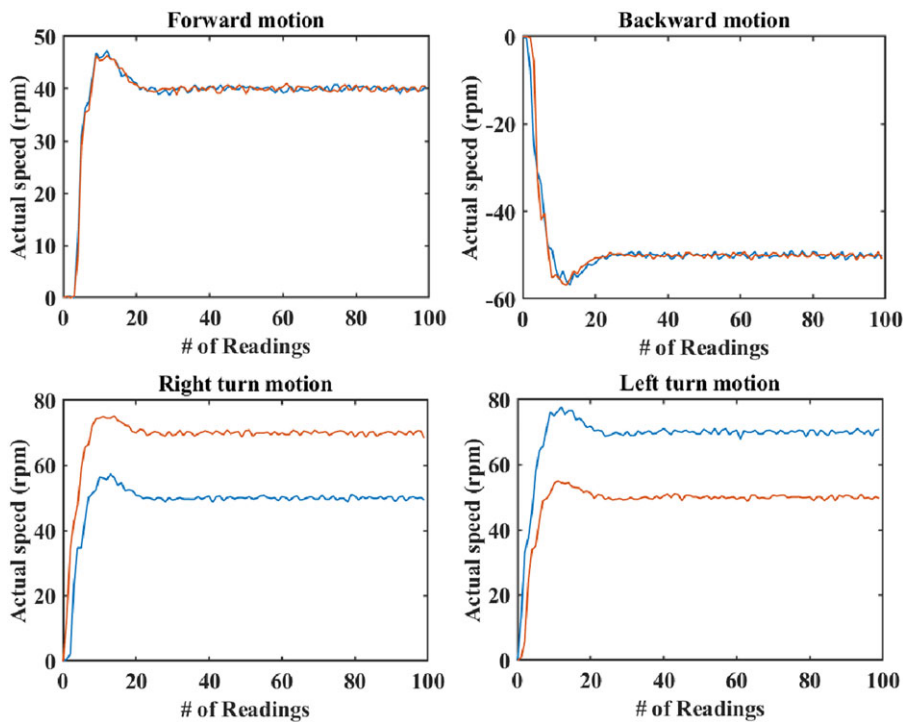 Forward motion
50
40
30
20
10
0
Actual speed (rpm)
0 20 40 60 80 100
# of Readings
Backward motion
0
-20
-40
-60
Actual speed (rpm)
0 20 40 60 80 100
# of Readings
Right turn motion
80
60
40
20
0
Actual speed (rpm)
0 20 40 60 80 100
# of Readings
Left turn motion
80
60
40
20
0
Actual speed (rpm)
0 20 40 60 80 100
# of Readings